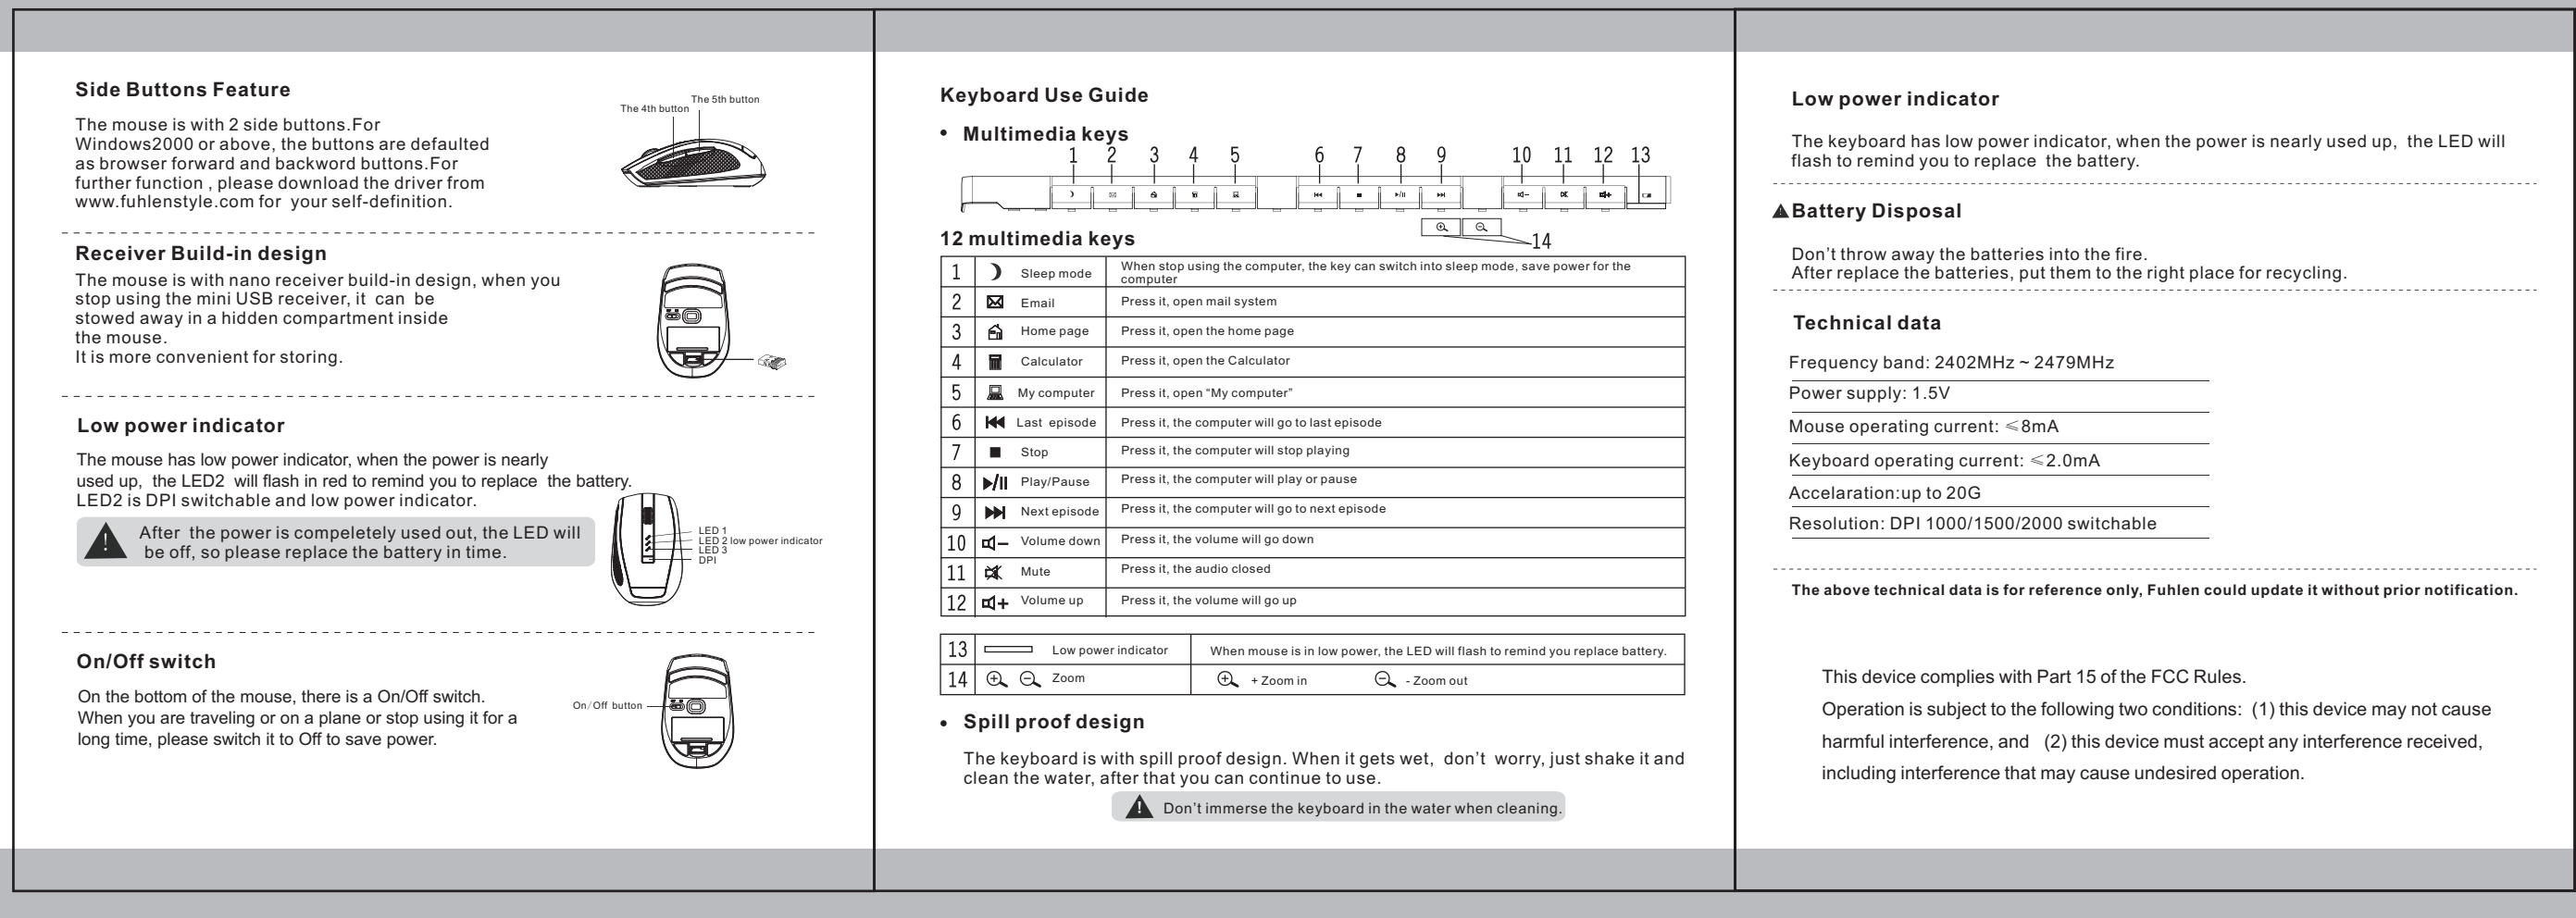 Side Buttons Feature
The 4th button
The 5th button
The mouse is with 2 side buttons.For
Windows2000 or above, the buttons are defaulted
as browser forward and backword buttons.For
further function , please download the driver from
www.fuhlenstyle.com for your self-definition.
Receiver Build-in design
The mouse is with nano receiver build-in design, when you
stop using the mini USB receiver, it can be
stowed away in a hidden compartment inside
the mouse.
It is more convenient for storing.
Low power indicator
The mouse has low power indicator, when the power is nearly
used up, the LED2 will flash in red to remind you to replace the battery.
LED2 is DPI switchable and low power indicator.
! After the power is compeletely used out, the LED will
be off, so please replace the battery in time.
LED 1
LED 2 low power indicator
LED 3
DPI
On/Off switch
On the bottom of the mouse, there is a On/Off switch.
When you are traveling or on a plane or stop using it for a
long time, please switch it to Off to save power.
On/Off button
Keyboard Use Guide
• Multimedia keys
1 2 3 4 5 6 7 8 9 10 11 12 13
14
12 multimedia keys
1 Sleep mode When stop using the computer, the key can switch into sleep mode, save power for the
computer
2 Email Press it, open mail system
3 Home page Press it, open the home page
4 Calculator Press it, open the Calculator
5 My computer Press it, open “My computer”
6 Last episode Press it, the computer will go to last episode
7 Stop Press it, the computer will stop playing
8 Play/Pause Press it, the computer will play or pause
9 Next episode Press it, the computer will go to next episode
10 Volume down Press it, the volume will go down
11 Mute Press it, the audio closed
12 Volume up Press it, the volume will go up
13 Low power indicator When mouse is in low power, the LED will flash to remind you replace battery.
14 Zoom + Zoom in - Zoom out
• Spill proof design
The keyboard is with spill proof design. When it gets wet, don’t worry, just shake it and
clean the water, after that you can continue to use.
! Don’t immerse the keyboard in the water when cleaning.
Low power indicator
The keyboard has low power indicator, when the power is nearly used up, the LED will
flash to remind you to replace the battery.
! Battery Disposal
Don’t throw away the batteries into the fire.
After replace the batteries, put them to the right place for recycling.
Technical data
Frequency band: 2402MHz ~ 2479MHz
Power supply: 1.5V
Mouse operating current: ⩽8mA
Keyboard operating current: ⩽2.0mA
Accelaration:up to 20G
Resolution: DPI 1000/1500/2000 switchable
The above technical data is for reference only, Fuhlen could update it without prior notification.
This device complies with Part 15 of the FCC Rules.
Operation is subject to the following two conditions: (1) this device may not cause
harmful interference, and (2) this device must accept any interference received,
including interference that may cause undesired operation.